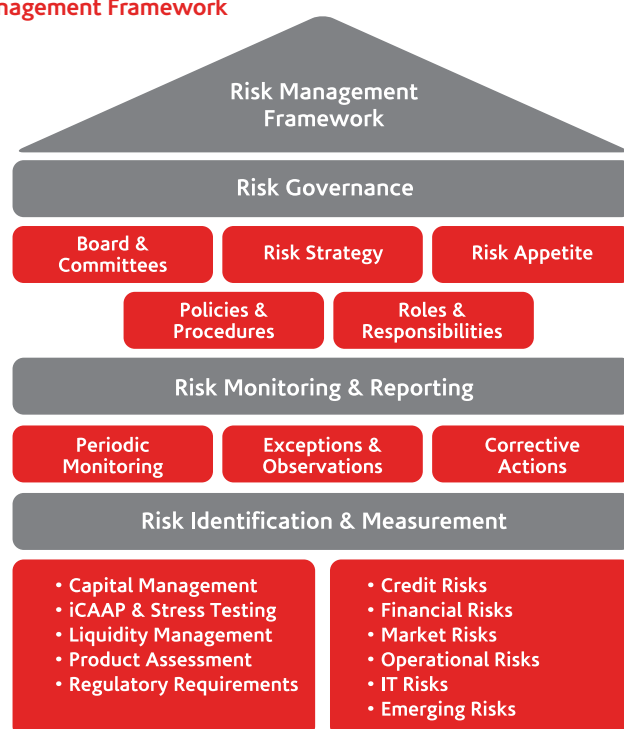 nagement Framework
Risk Management
Framework
Risk Governance
Board &
Committees
Risk Strategy
Risk Appetite
Policies &
Procedures
Roles &
Responsibilities
Risk Monitoring & Reporting
Periodic
Monitoring
Exceptions &
Observations
Corrective
Actions
Risk Identification & Measurement
• Capital Management
• iCAAP & Stress Testing
• Liquidity Management
• Product Assessment
• Regulatory Requirements
• Credit Risks
• Financial Risks
• Market Risks
• Operational Risks
• IT Risks
• Emerging Risks